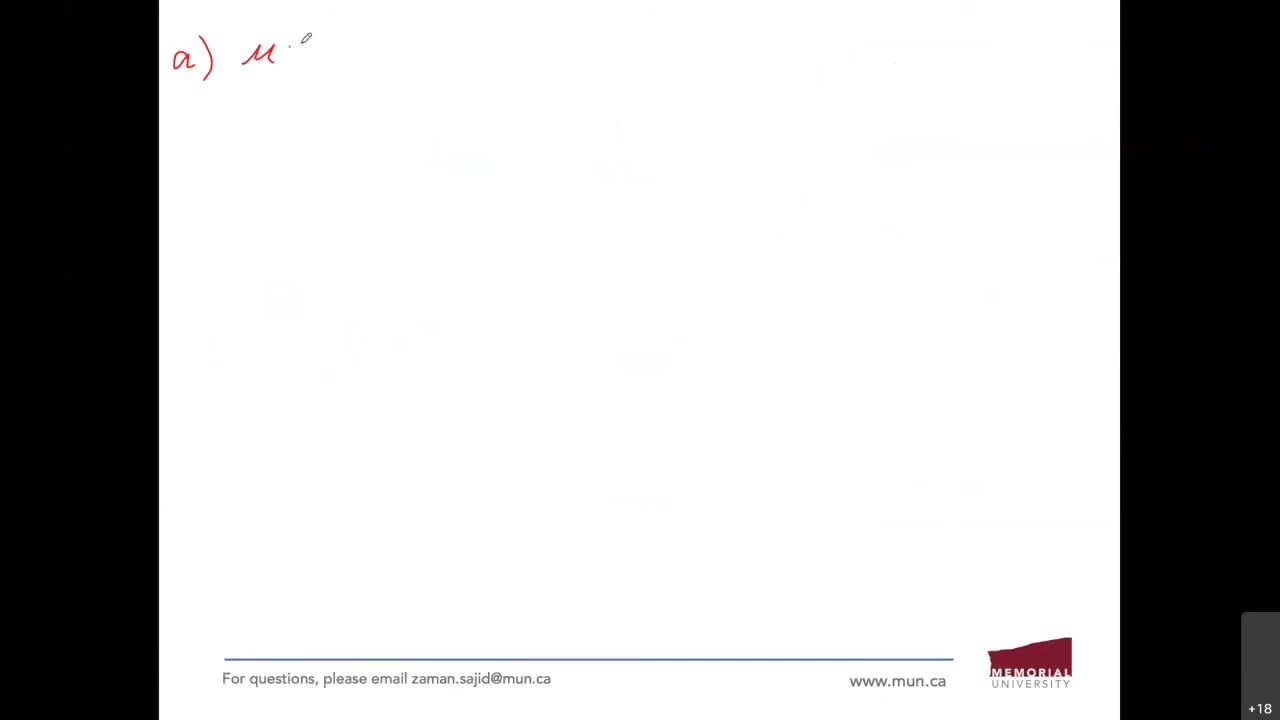 a) μ
For questions, please email zaman.sajid@mun.ca
www.mun.ca
MEMORIAL
UNIVERSITY
+18